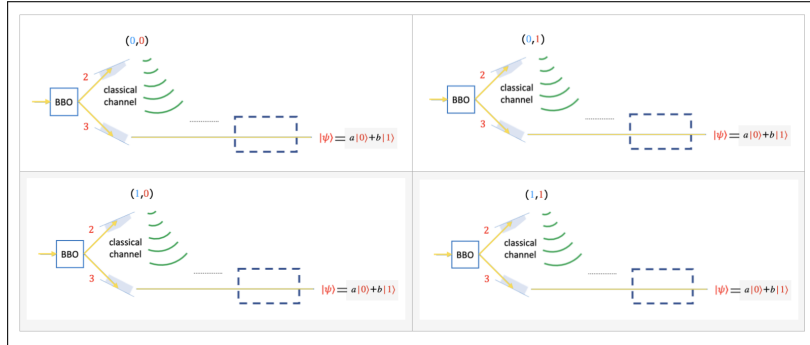 (0,0)
2
classical
channel
BBO
3
............
|ψ⟩= a|0⟩+b|1⟩
(0,1)
2
classical
channel
BBO
3
............
|ψ⟩= a|0⟩+b|1⟩
(1,0)
2
classical
channel
BBO
3
............
|ψ⟩= a|0⟩+b|1⟩
(1,1)
2
classical
channel
BBO
3
............
|ψ⟩= a|0⟩+b|1⟩